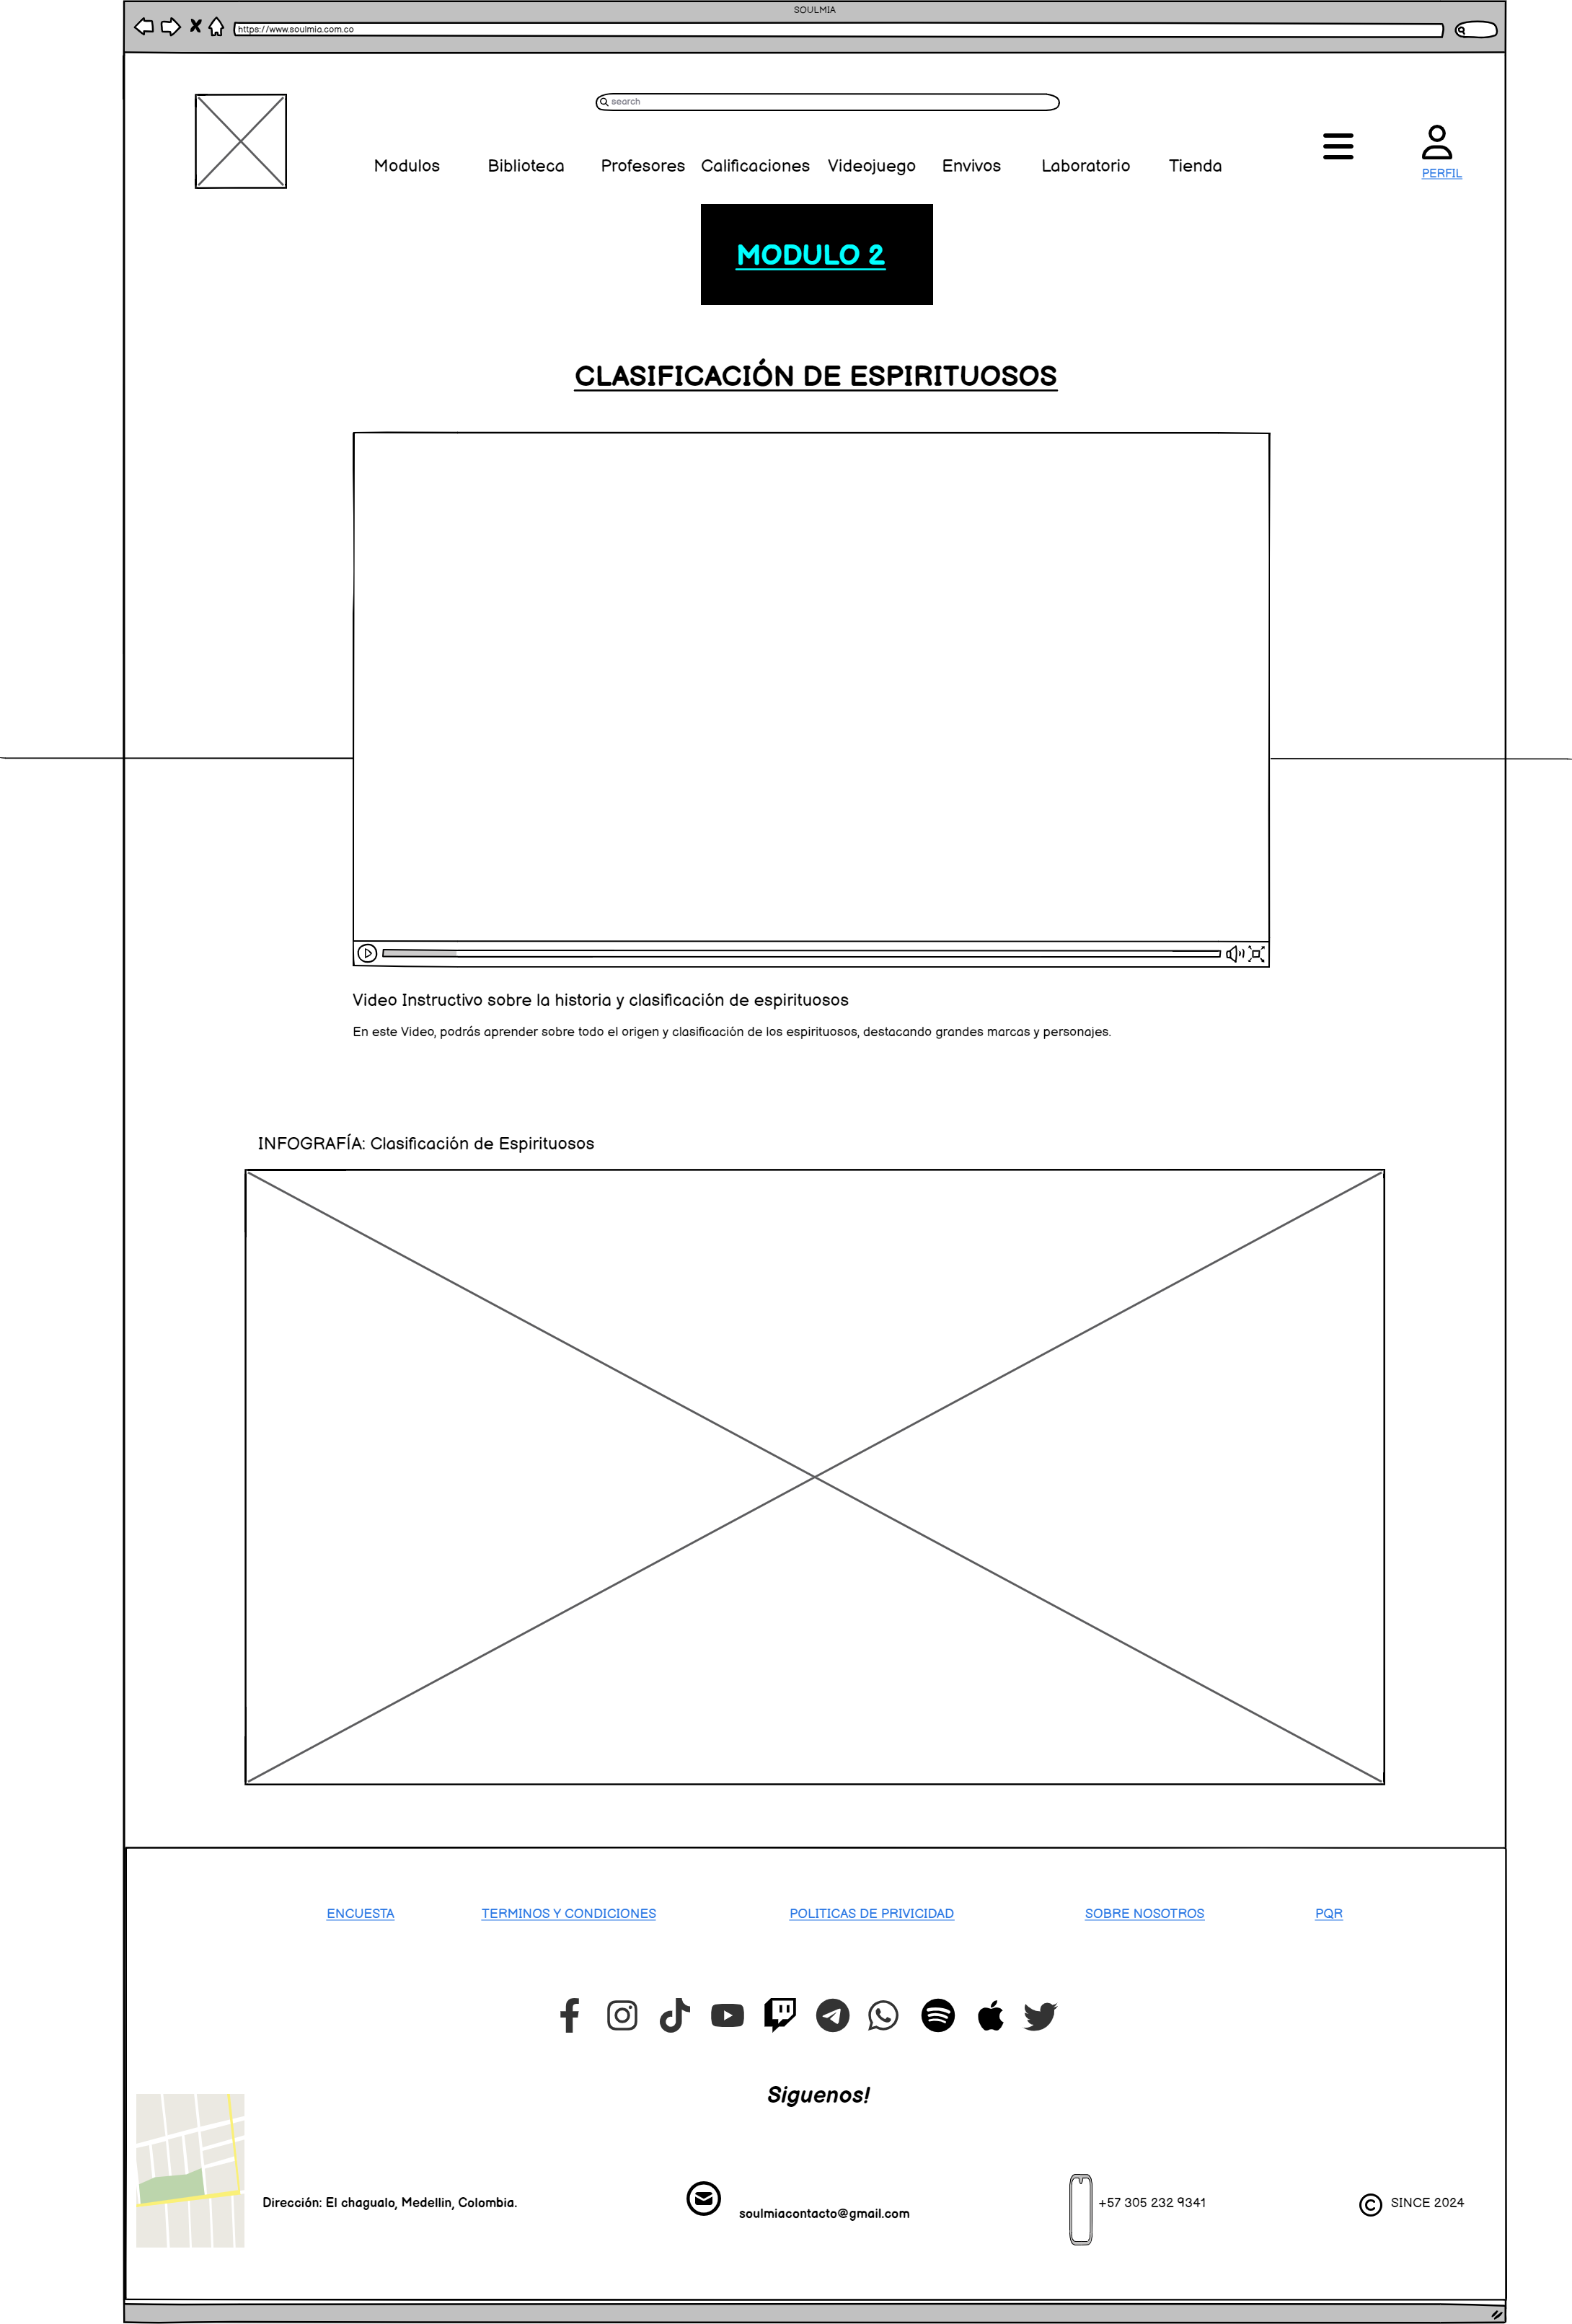 SOULMIA
https://www.soulmia.com.co
search
Modulos Biblioteca Profesores Calificaciones Videojuego Envivos Laboratorio Tienda
PERFIL
MODULO 2
CLASIFICACIÓN DE ESPIRITUOSOS
Video Instructivo sobre la historia y clasificación de espirituosos
En este Video, podrás aprender sobre todo el origen y clasificación de los espirituosos, destacando grandes marcas y personajes.
INFOGRAFÍA: Clasificación de Espirituosos
ENCUESTA TERMINOS Y CONDICIONES POLITICAS DE PRIVICIDAD SOBRE NOSOTROS PQR
Siguenos!
Dirección: El chagualo, Medellin, Colombia.
soulmiacontacto@gmail.com
+57 305 232 9341
© SINCE 2024